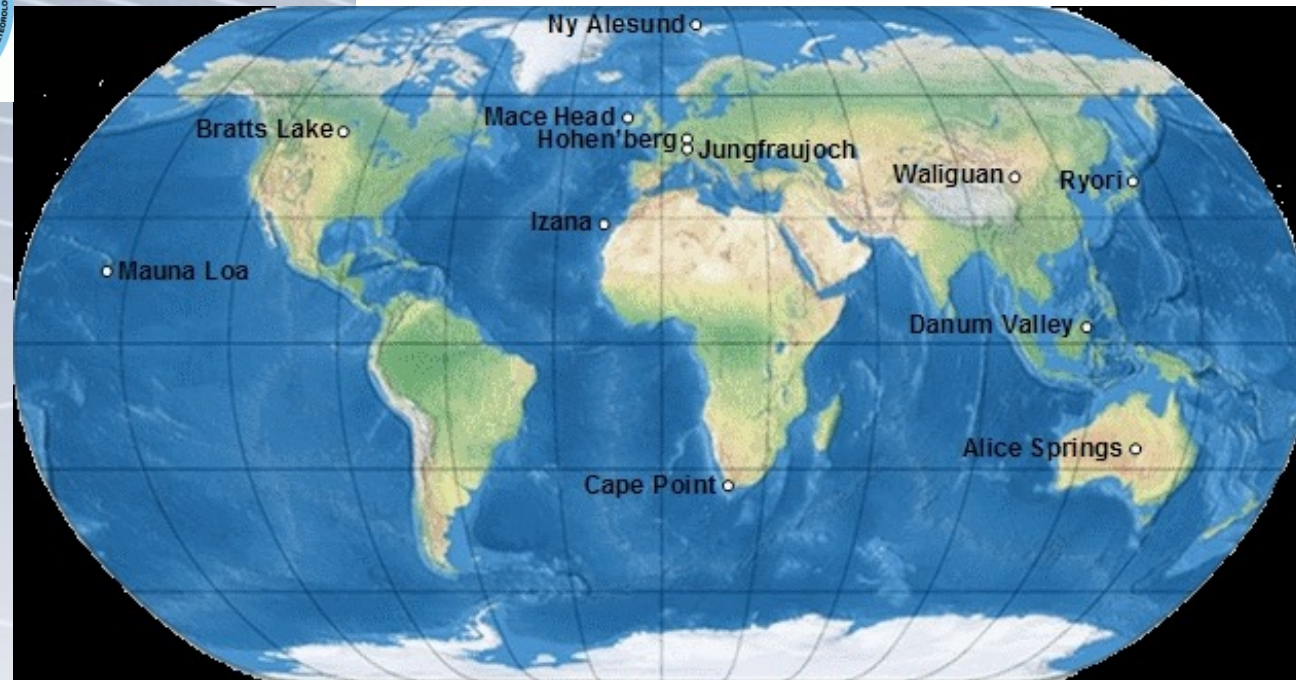 Ny Alesund
Mace Head
Bratts Lake
Hohen'berg
Jungfraujoch
Waliguan
Ryori
Izana
Mauna Loa
Danum Valley
Alice Springs
Cape Point